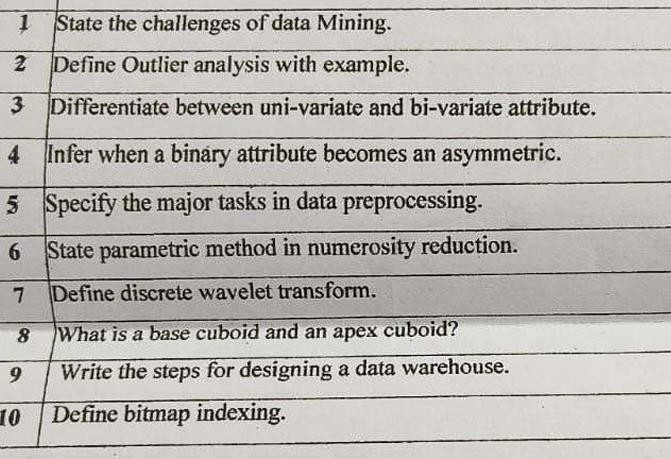 1 State the challenges of data Mining.
2 Define Outlier analysis with example.
3 Differentiate between uni-variate and bi-variate attribute.
4 Infer when a binary attribute becomes an asymmetric.
5 Specify the major tasks in data preprocessing.
6 State parametric method in numerosity reduction.
7 Define discrete wavelet transform.
8 What is a base cuboid and an apex cuboid?
9 Write the steps for designing a data warehouse.
10 Define bitmap indexing.